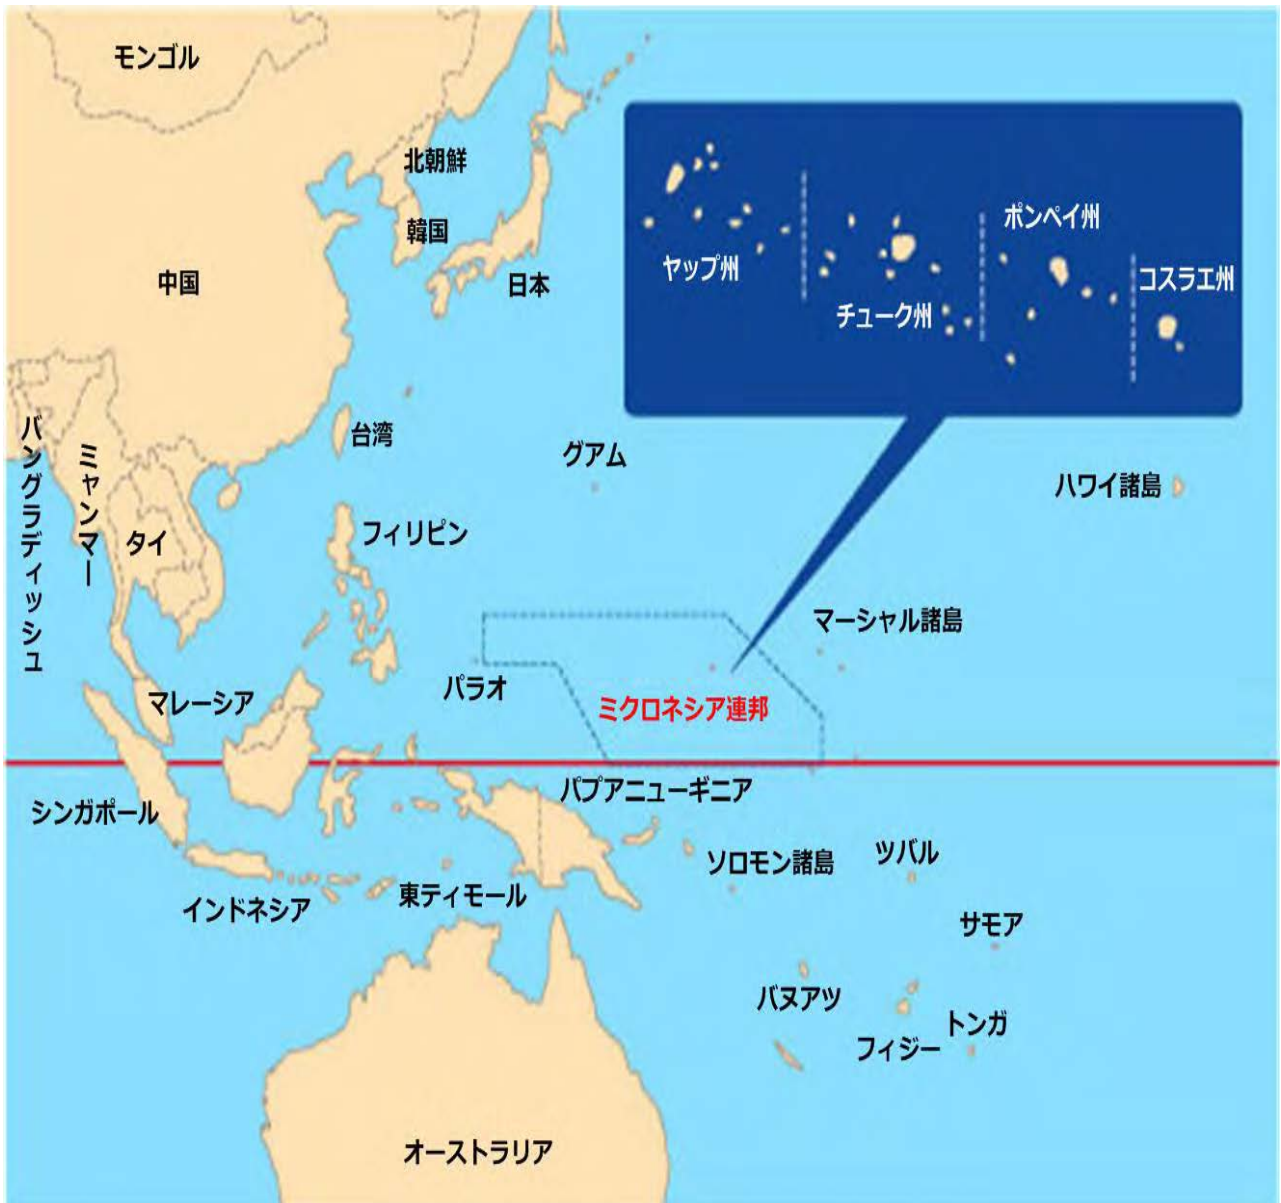 モンゴル
北朝鮮
韓国
中国
日本
ポンペイ州
ヤップ州
コスラエ州
チューク州
バングラディッシュ
ミャンマー
台湾
グアム
ハワイ諸島
タイ
フィリピン
マーシャル諸島
パラオ
マレーシア
ミクロネシア連邦
パプアニューギニア
シンガポール
ソロモン諸島
ツバル
インドネシア
東ティモール
サモア
バヌアツ
トンガ
フィジー
オーストラリア